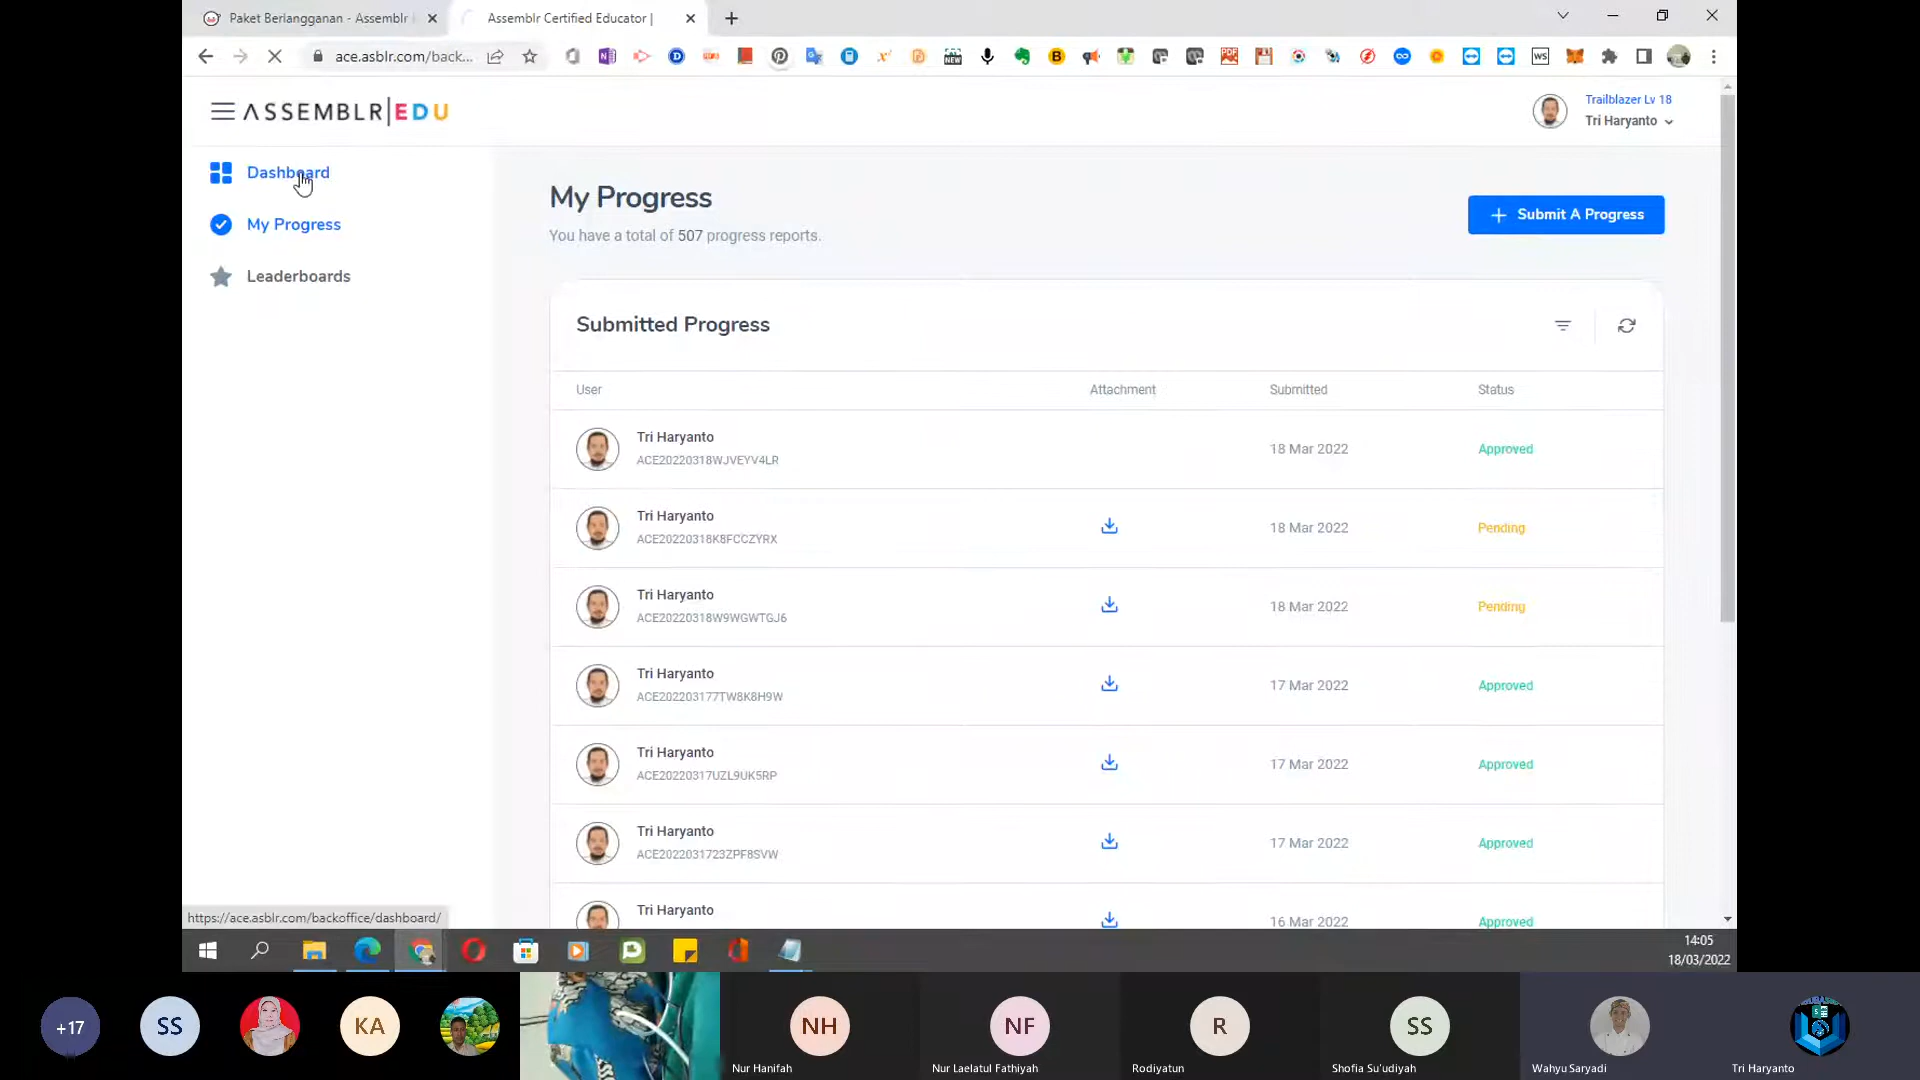 Paket Berlangganan - Assemblr
Assemblr Certified Educator |
ace.asblr.com/back...
ASSEMBLR|EDU
Trailblazer Lv 18
Tri Haryanto
Dashboard
My Progress
Leaderboards
My Progress
You have a total of 507 progress reports.
Submit A Progress
Submitted Progress
User Attachment Submitted Status
Tri Haryanto
ACE20220318WJVEYV4LR
18 Mar 2022 Approved
Tri Haryanto
ACE20220318K8FCCZYRX
18 Mar 2022 Pending
Tri Haryanto
ACE20220318W9WGWTGJ6
18 Mar 2022 Pending
Tri Haryanto
ACE202203177TW8K8H9W
17 Mar 2022 Approved
Tri Haryanto
ACE20220317UZL9UK5RP
17 Mar 2022 Approved
Tri Haryanto
ACE2022031723ZPF8SVW
17 Mar 2022 Approved
Tri Haryanto
16 Mar 2022 Approved
https://ace.asblr.com/backoffice/dashboard/
14:05
18/03/2022
+17
SS
KA
NH
Nur Hanifah
NF
Nur Laelatul Fathiyah
R
Rodiyatun
SS
Shofia Su'udiyah
Wahyu Saryadi
Tri Haryanto